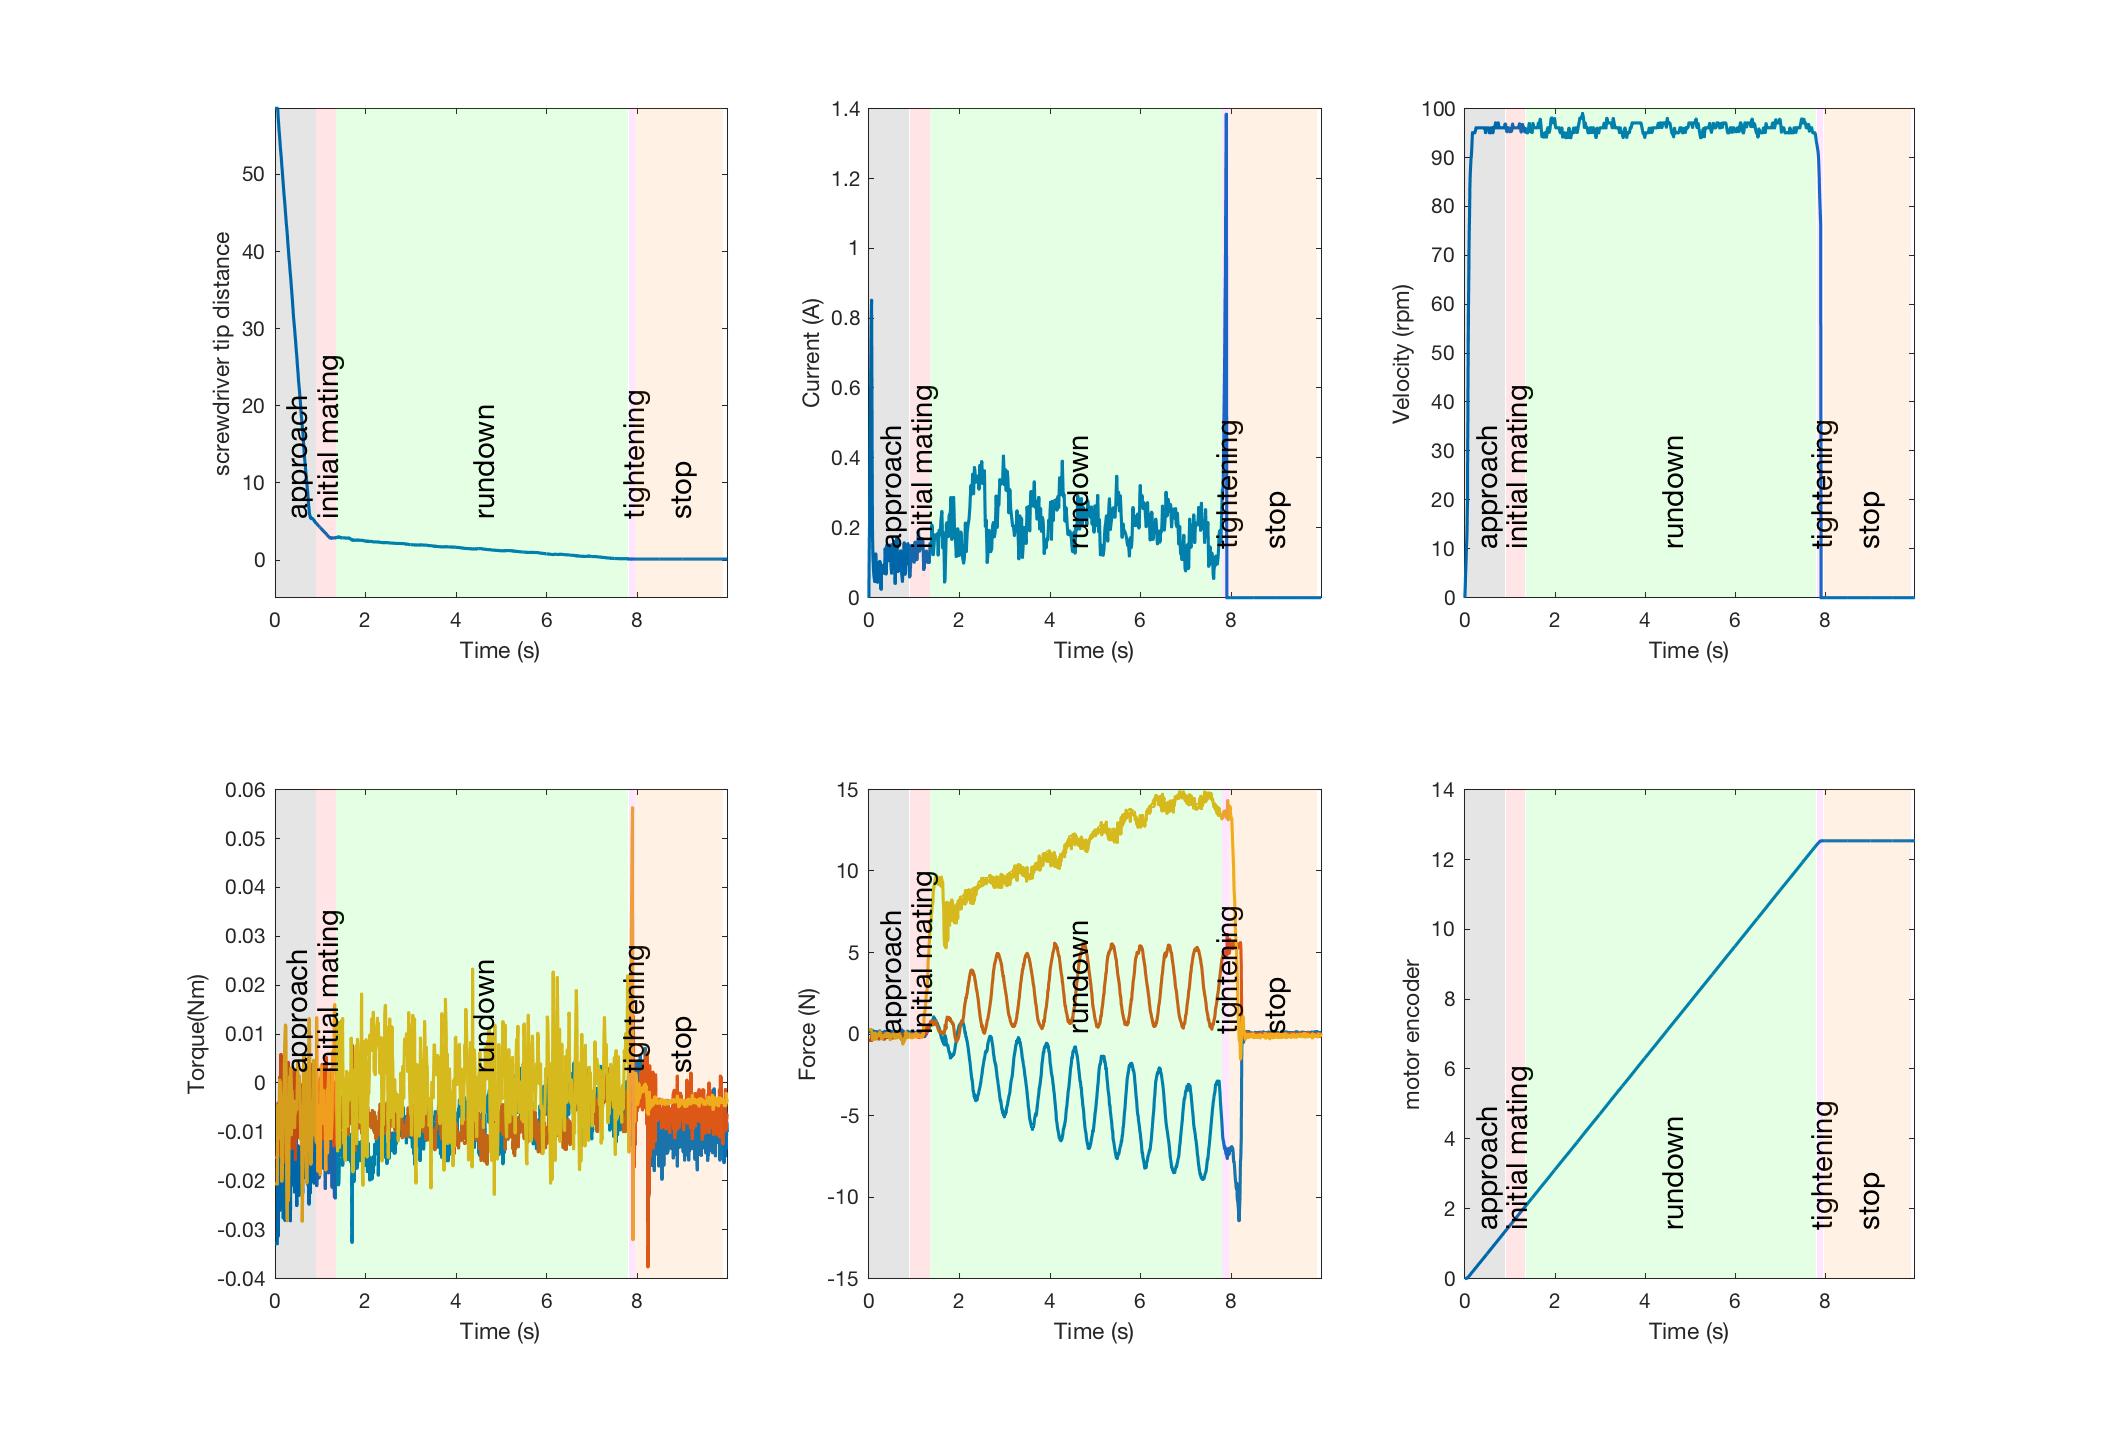 screwdriver tip distance
50
40
30
20
10
0
approach
initial mating
rundown
tightening
stop
0 2 4 6 8
Time (s)
Current (A)
1.4
1.2
1
0.8
0.6
0.4
0.2
0
approach
initial mating
rundown
tightening
stop
0 2 4 6 8
Time (s)
Velocity (rpm)
100
90
80
70
60
50
40
30
20
10
0
approach
initial mating
rundown
tightening
stop
0 2 4 6 8
Time (s)
Torque(Nm)
0.06
0.05
0.04
0.03
0.02
0.01
0
-0.01
-0.02
-0.03
-0.04
approach
initial mating
rundown
tightening
stop
0 2 4 6 8
Time (s)
Force (N)
15
10
5
0
-5
-10
-15
approach
initial mating
rundown
tightening
stop
0 2 4 6 8
Time (s)
motor encoder
14
12
10
8
6
4
2
0
approach
initial mating
rundown
tightening
stop
0 2 4 6 8
Time (s)